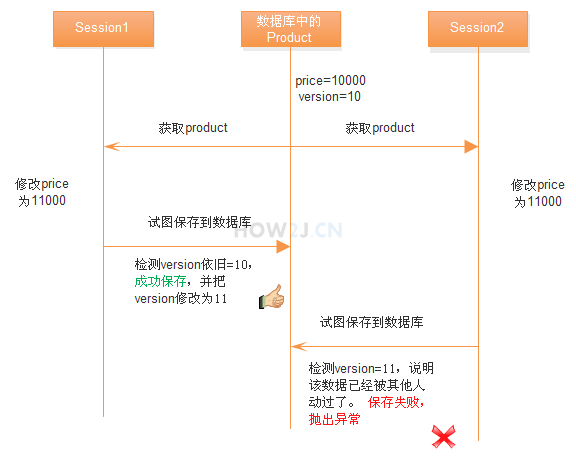 Session1
数据库中的
Product
Session2
price=10000
version=10
获取product
获取product
修改price
为11000
修改price
为11000
试图保存到数据库
HOW2J.CN
检测version依旧=10，
成功保存，并把
version修改为11
试图保存到数据库
检测version=11，说明
该数据已经被其他人
动过了。 保存失败，
抛出异常